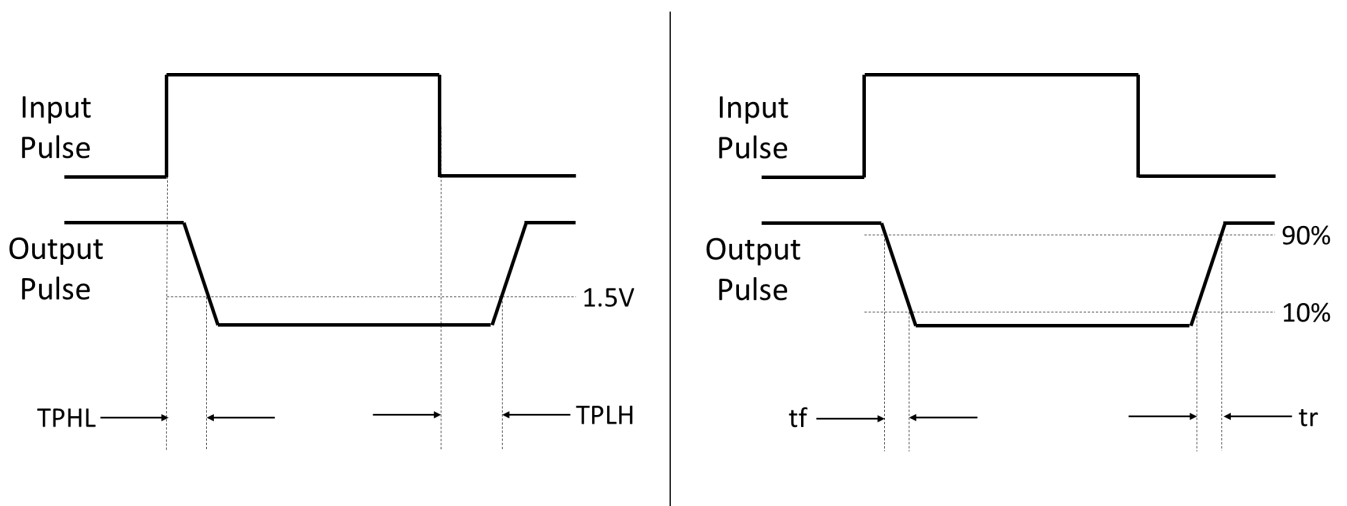 Input
Pulse
Output
Pulse
1.5V
TPHL
TPLH
Input
Pulse
Output
Pulse
90%
10%
tf
tr